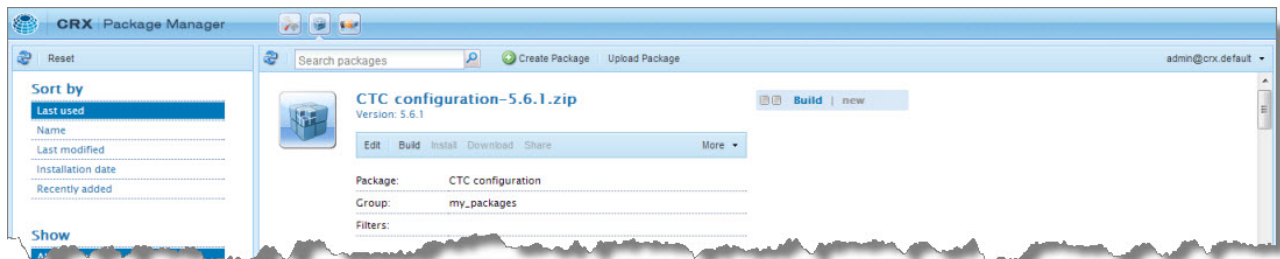 CRX Package Manager
Reset
Search packages
Create Package
Upload Package
admin@crx.default
Sort by
Last used
Name
Last modified
Installation date
Recently added
Show
CTC configuration-5.6.1.zip
Version: 5.6.1
Build | new
Edit Build Install Download Share More
Package: CTC configuration
Group: my_packages
Filters: